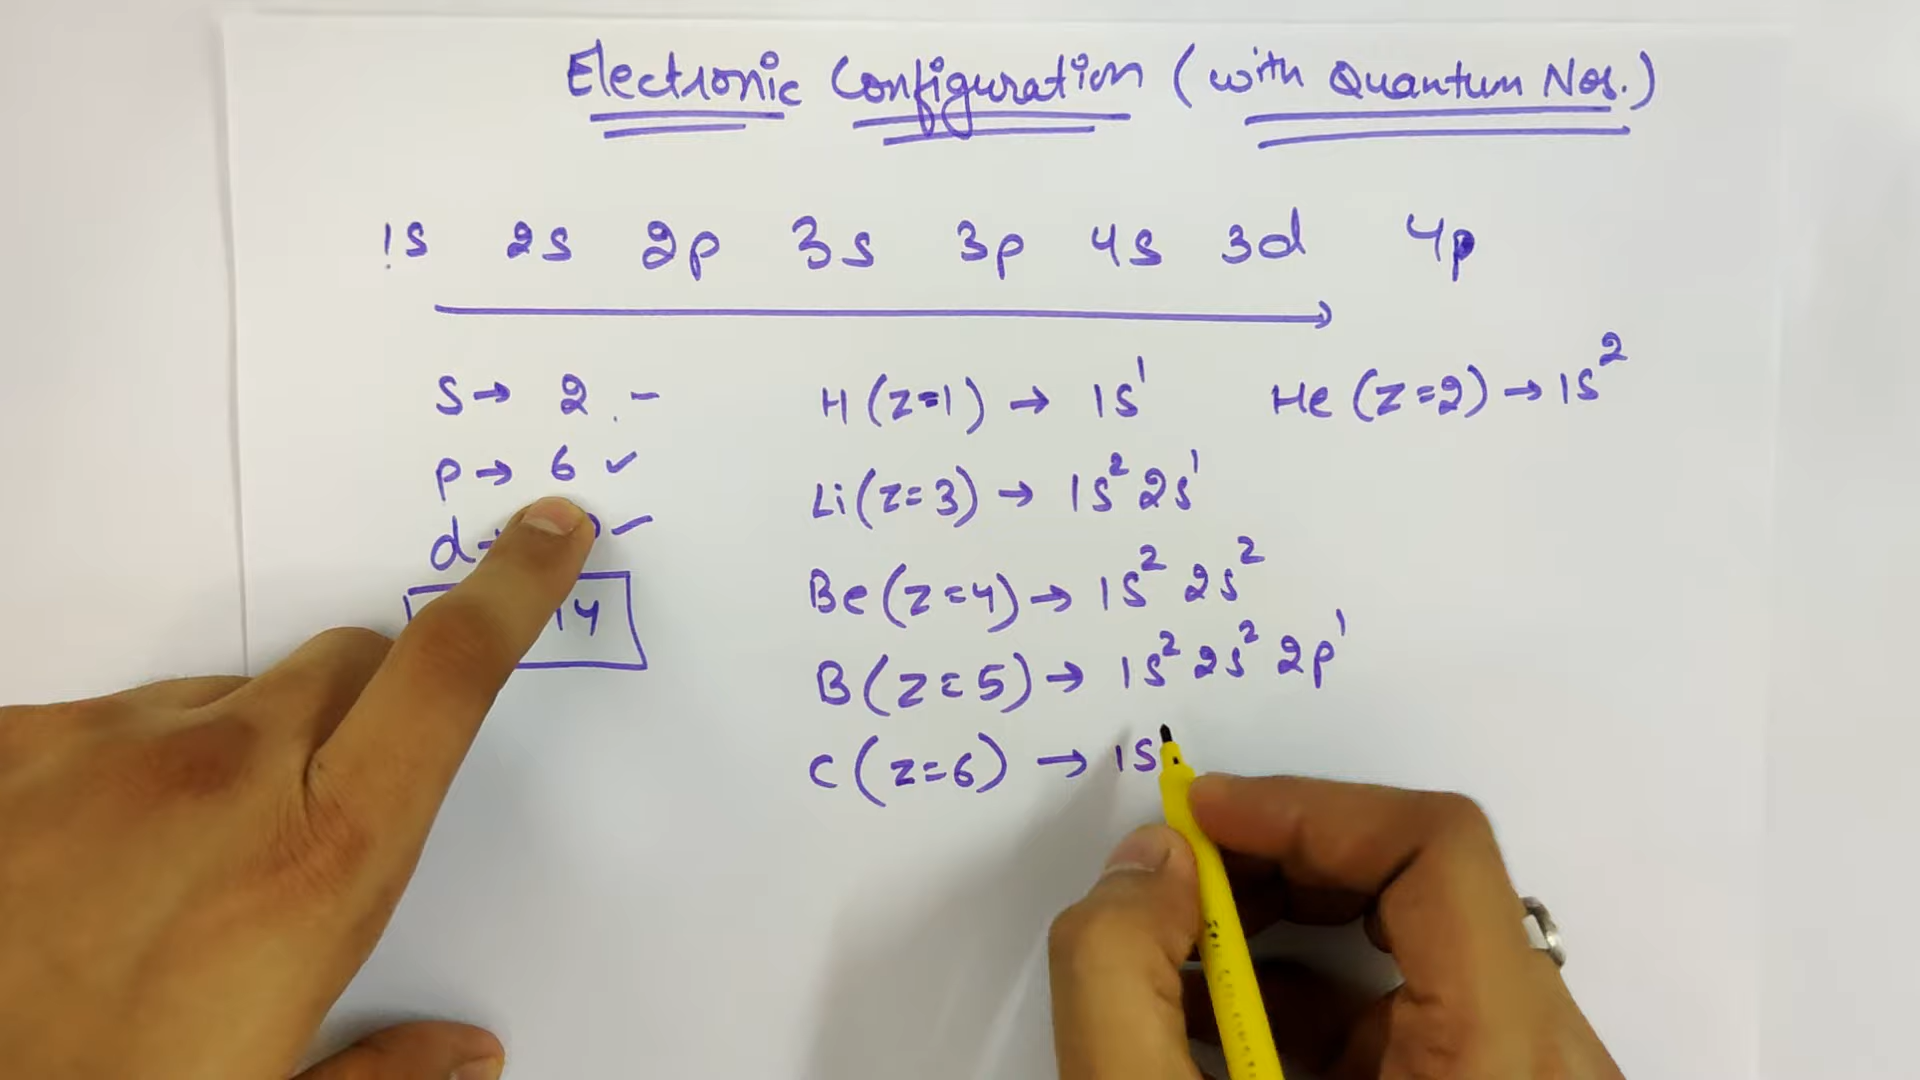 Electronic Configuration (with Quantum Nos.)
1s 2s 2p 3s 3p 4s 3d 4p
s → 2 –
p → 6 ✓
d →
14
H (z=1) → 1s¹
He (z=2) → 1s²
Li (z=3) → 1s² 2s¹
Be (z=4) → 1s² 2s²
B (z=5) → 1s² 2s² 2p¹
C (z=6) → 1s